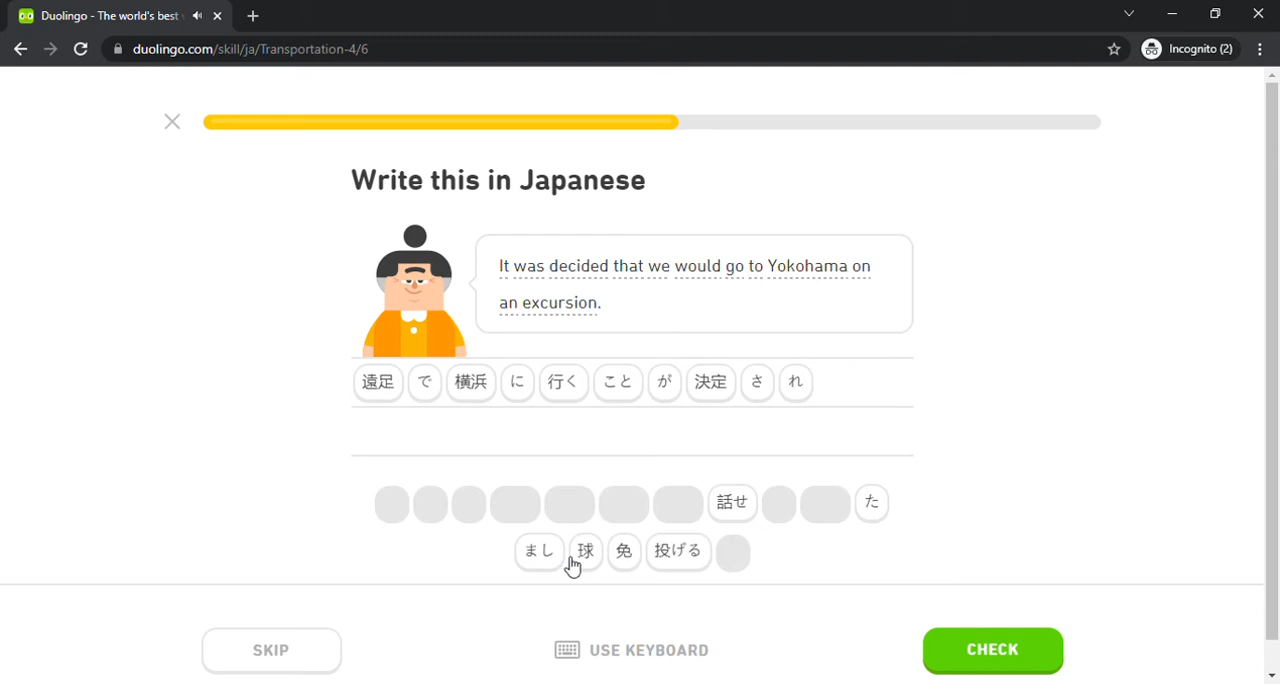 Duolingo - The world's best
duolingo.com/skill/ja/Transportation-4/6
Incognito (2)
Write this in Japanese
It was decided that we would go to Yokohama on
an excursion.
遠足 で 横浜 に 行く こと が 決定 さ れ
話せ た
まし 球 免 投げる
SKIP
USE KEYBOARD
CHECK